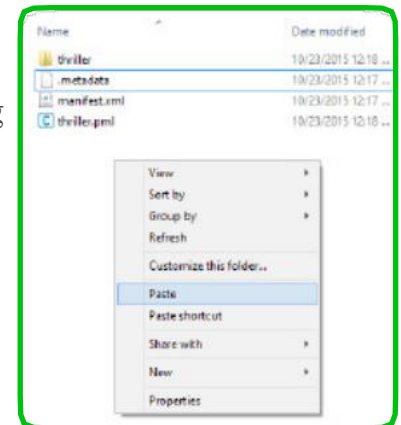 Name Date modified
thriller 10/23/2015 12:18 ...
.metadata 10/23/2015 12:17 ...
manifest.xml 10/23/2015 12:17 ...
thriller.pml 10/23/2015 12:18 ...
g
View
Sort by
Group by
Refresh
Customize this folder...
Paste
Paste shortcut
Share with
New
Properties